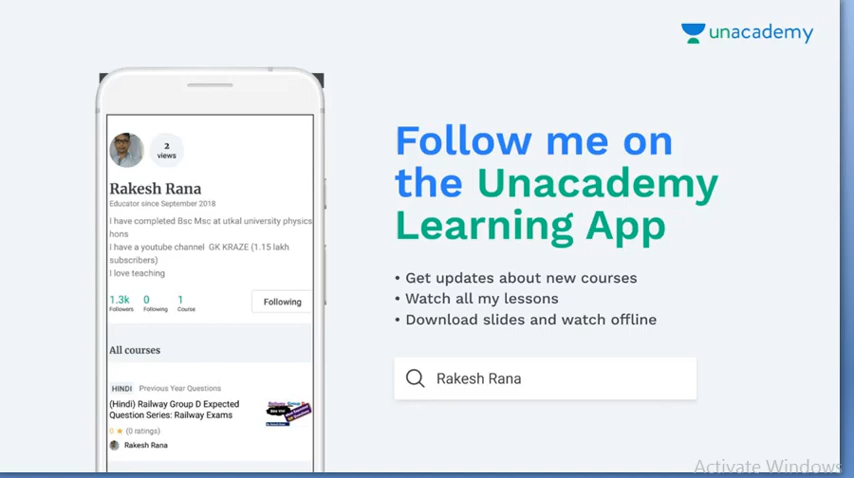 unacademy
2
views
Rakesh Rana
Educator since September 2018
I have completed Bsc Msc at utkal university physics
hons
I have a youtube channel GK KRAZE (1.15 lakh
subscribers)
I love teaching
1.3k 0 1
Followers Following Course
Following
All courses
HINDI Previous Year Questions
(Hindi) Railway Group D Expected
Question Series: Railway Exams
0 ★ (0 ratings)
Rakesh Rana
Follow me on
the Unacademy
Learning App
• Get updates about new courses
• Watch all my lessons
• Download slides and watch offline
Rakesh Rana
Activate Windows